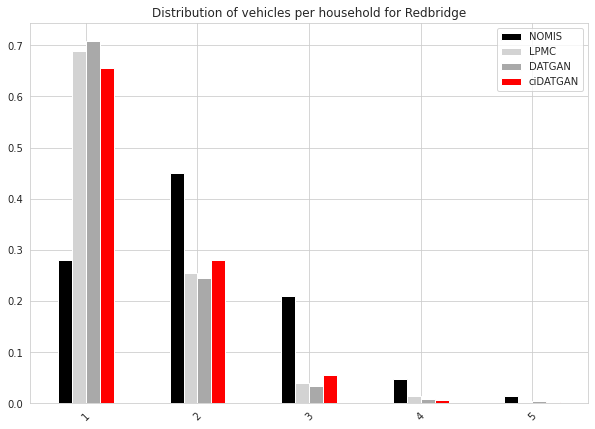 Distribution of vehicles per household for Redbridge
NOMIS
LPMC
DATGAN
ciDATGAN
0.7
0.6
0.5
0.4
0.3
0.2
0.1
0.0
1
2
3
4
5